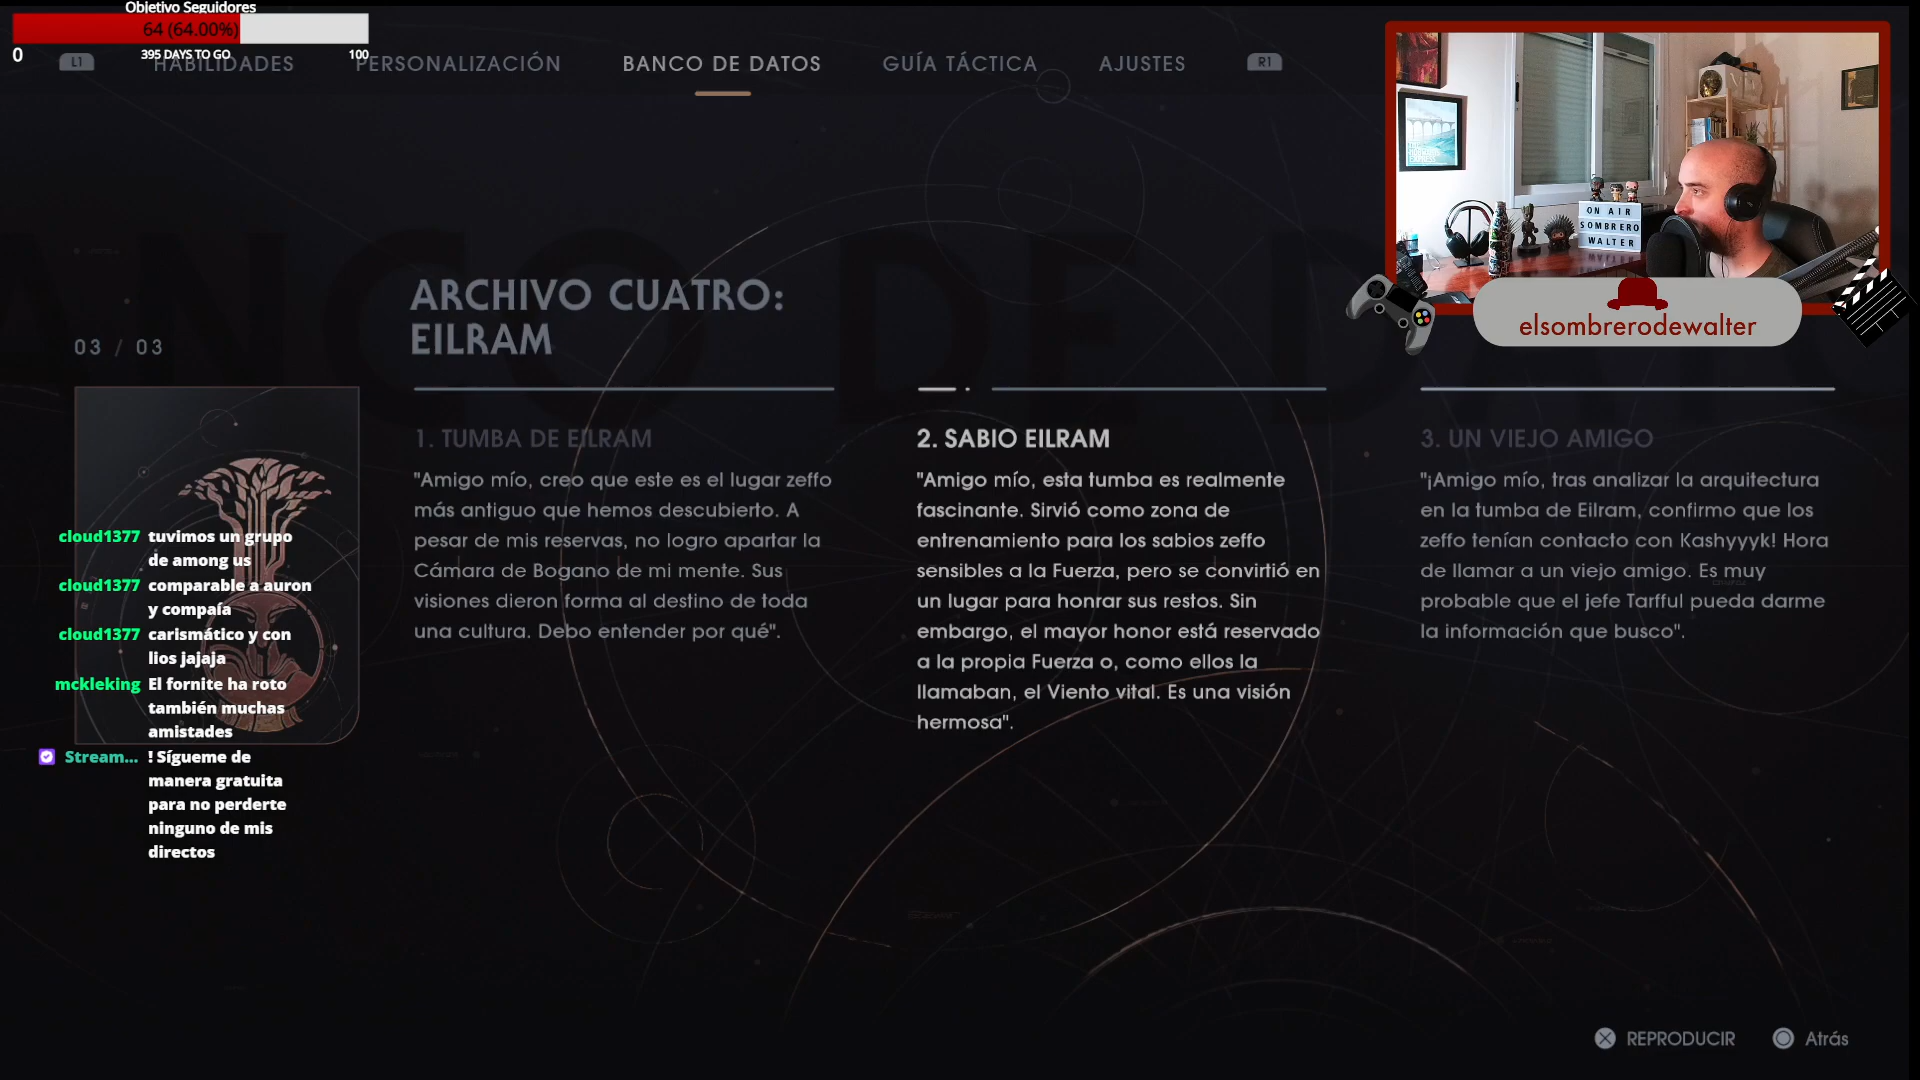 Objetivo Seguidores
64 (64.00%)
0
395 DAYS TO GO
100
L1
HABILIDADES
PERSONALIZACIÓN
BANCO DE DATOS
GUÍA TÁCTICA
AJUSTES
R1
ON AIR
SOMBRERO
WALTER
elsombrerodewalter
03 / 03
ARCHIVO CUATRO:
EILRAM
1. TUMBA DE EILRAM
"Amigo mío, creo que este es el lugar zeffo
más antiguo que hemos descubierto. A
pesar de mis reservas, no logro apartar la
Cámara de Bogano de mi mente. Sus
visiones dieron forma al destino de toda
una cultura. Debo entender por qué".
2. SABIO EILRAM
"Amigo mío, esta tumba es realmente
fascinante. Sirvió como zona de
entrenamiento para los sabios zeffo
sensibles a la Fuerza, pero se convirtió en
un lugar para honrar sus restos. Sin
embargo, el mayor honor está reservado
a la propia Fuerza o, como ellos la
llamaban, el Viento vital. Es una visión
hermosa".
3. UN VIEJO AMIGO
"¡Amigo mío, tras analizar la arquitectura
en la tumba de Eilram, confirmo que los
zeffo tenían contacto con Kashyyyk! Hora
de llamar a un viejo amigo. Es muy
probable que el jefe Tarfful pueda darme
la información que busco".
cloud1377 tuvimos un grupo
de among us
cloud1377 comparable a auron
y compaía
cloud1377 carismático y con
lios jajaja
mckleking El fornite ha roto
también muchas
amistades
Stream... ! Sígueme de
manera gratuita
para no perderte
ninguno de mis
directos
REPRODUCIR
Atrás